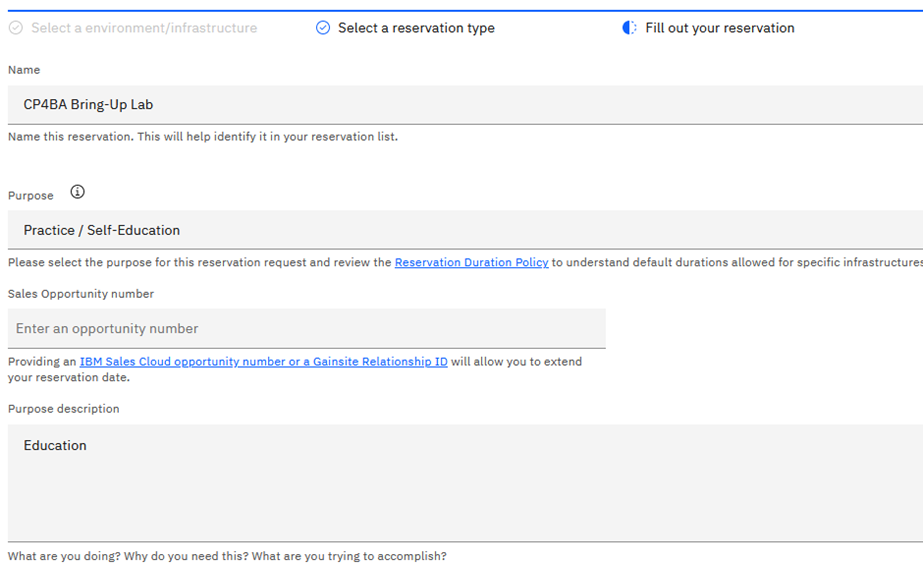 Select a environment/infrastructure
Select a reservation type
Fill out your reservation
Name
CP4BA Bring-Up Lab
Name this reservation. This will help identify it in your reservation list.
Purpose
Practice / Self-Education
Please select the purpose for this reservation request and review the Reservation Duration Policy to understand default durations allowed for specific infrastructures
Sales Opportunity number
Enter an opportunity number
Providing an IBM Sales Cloud opportunity number or a Gainsite Relationship ID will allow you to extend
your reservation date.
Purpose description
Education
What are you doing? Why do you need this? What are you trying to accomplish?